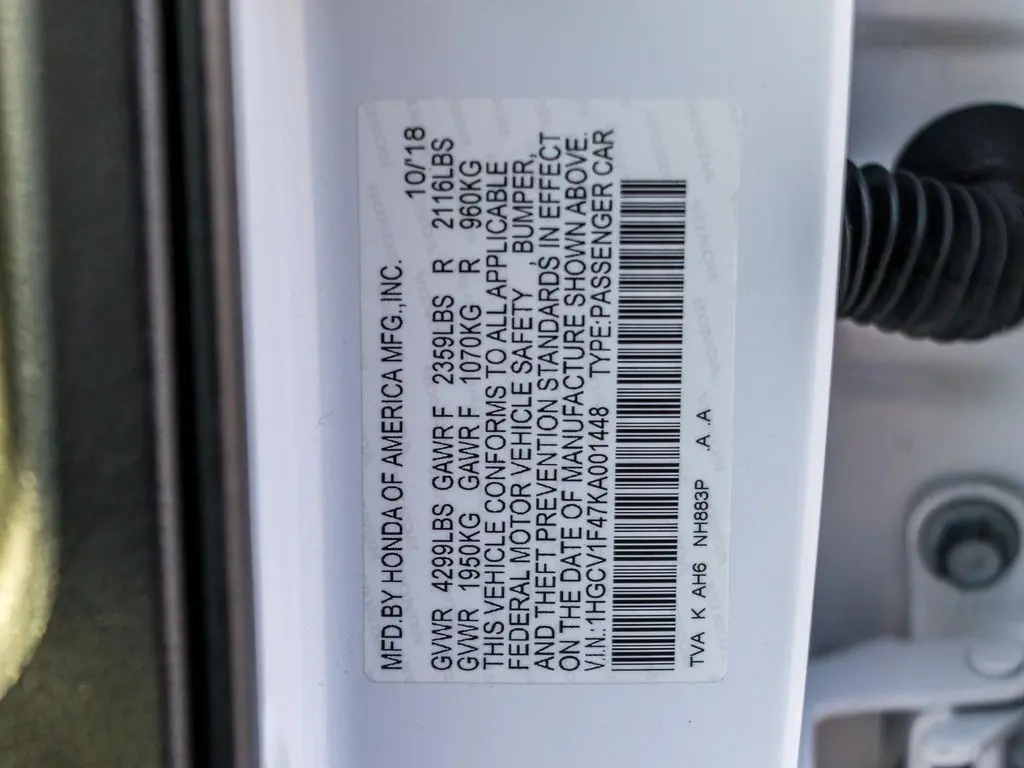 MFD.BY HONDA OF AMERICA MFG.,INC. 10/'18
GVWR 4299LBS GAWR F 2359LBS R 2116LBS
GVWR 1950KG GAWR F 1070KG R 960KG
THIS VEHICLE CONFORMS TO ALL APPLICABLE
FEDERAL MOTOR VEHICLE SAFETY , BUMPER,
AND THEFT PREVENTION STANDARDS, IN EFFECT
ON THE DATE OF MANUFACTURE SHOWN ABOVE.
V.I.N.:1HGCV1F47KA001448 TYPE:PASSENGER CAR
TVA K AH6 NH883P .A .A